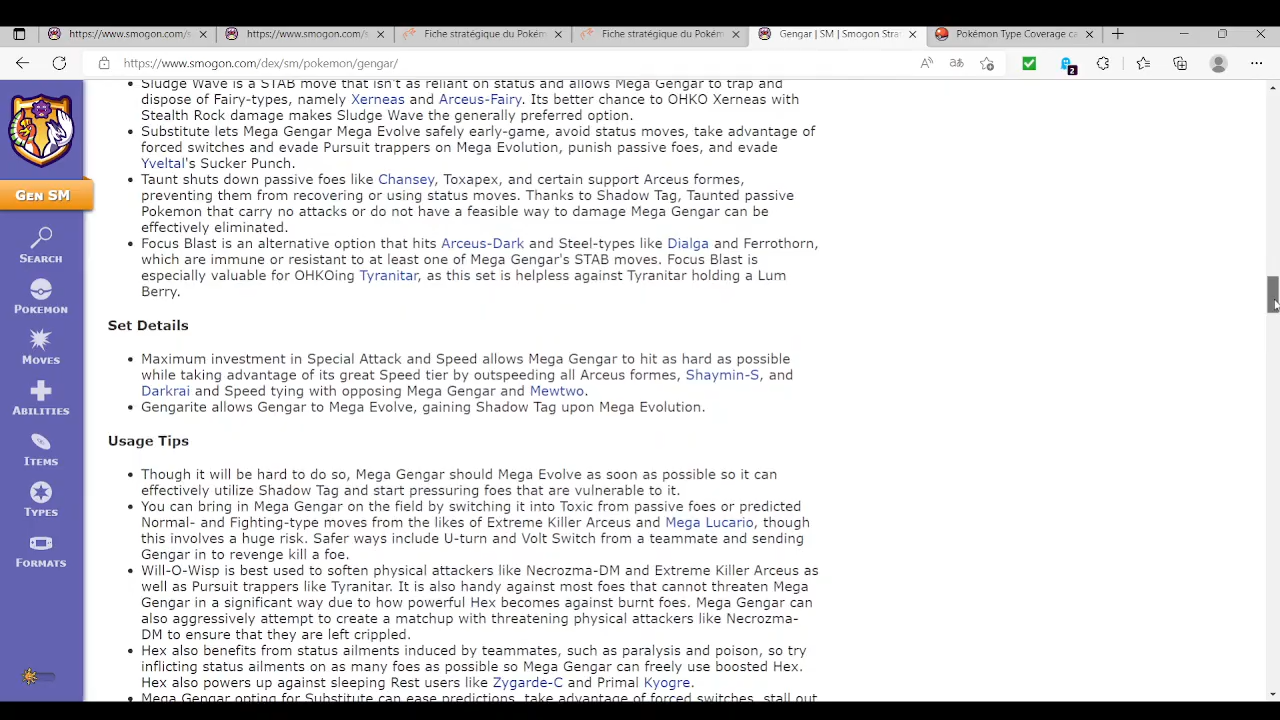 https://www.smogon.com/
https://www.smogon.com/
Fiche stratégique du Pokém
Fiche stratégique du Pokém
Gengar | SM | Smogon Stra
Pokémon Type Coverage ca
https://www.smogon.com/dex/sm/pokemon/gengar/
2
GEN SM
SEARCH
POKEMON
MOVES
ABILITIES
ITEMS
TYPES
FORMATS
Sludge Wave is a STAB move that isn't as reliant on status and allows Mega Gengar to trap and
dispose of Fairy-types, namely Xerneas and Arceus-Fairy. Its better chance to OHKO Xerneas with
Stealth Rock damage makes Sludge Wave the generally preferred option.
Substitute lets Mega Gengar Mega Evolve safely early-game, avoid status moves, take advantage of
forced switches and evade Pursuit trappers on Mega Evolution, punish passive foes, and evade
Yveltal's Sucker Punch.
Taunt shuts down passive foes like Chansey, Toxapex, and certain support Arceus formes,
preventing them from recovering or using status moves. Thanks to Shadow Tag, Taunted passive
Pokemon that carry no attacks or do not have a feasible way to damage Mega Gengar can be
effectively eliminated.
Focus Blast is an alternative option that hits Arceus-Dark and Steel-types like Dialga and Ferrothorn,
which are immune or resistant to at least one of Mega Gengar's STAB moves. Focus Blast is
especially valuable for OHKOing Tyranitar, as this set is helpless against Tyranitar holding a Lum
Berry.
Set Details
Maximum investment in Special Attack and Speed allows Mega Gengar to hit as hard as possible
while taking advantage of its great Speed tier by outspeeding all Arceus formes, Shaymin-S, and
Darkrai and Speed tying with opposing Mega Gengar and Mewtwo.
Gengarite allows Gengar to Mega Evolve, gaining Shadow Tag upon Mega Evolution.
Usage Tips
Though it will be hard to do so, Mega Gengar should Mega Evolve as soon as possible so it can
effectively utilize Shadow Tag and start pressuring foes that are vulnerable to it.
You can bring in Mega Gengar on the field by switching it into Toxic from passive foes or predicted
Normal- and Fighting-type moves from the likes of Extreme Killer Arceus and Mega Lucario, though
this involves a huge risk. Safer ways include U-turn and Volt Switch from a teammate and sending
Gengar in to revenge kill a foe.
Will-O-Wisp is best used to soften physical attackers like Necrozma-DM and Extreme Killer Arceus as
well as Pursuit trappers like Tyranitar. It is also handy against most foes that cannot threaten Mega
Gengar in a significant way due to how powerful Hex becomes against burnt foes. Mega Gengar can
also aggressively attempt to create a matchup with threatening physical attackers like Necrozma-
DM to ensure that they are left crippled.
Hex also benefits from status ailments induced by teammates, such as paralysis and poison, so try
inflicting status ailments on as many foes as possible so Mega Gengar can freely use boosted Hex.
Hex also powers up against sleeping Rest users like Zygarde-C and Primal Kyogre.
Mega Gengar opting for Substitute can ease predictions, take advantage of forced switches, stall out